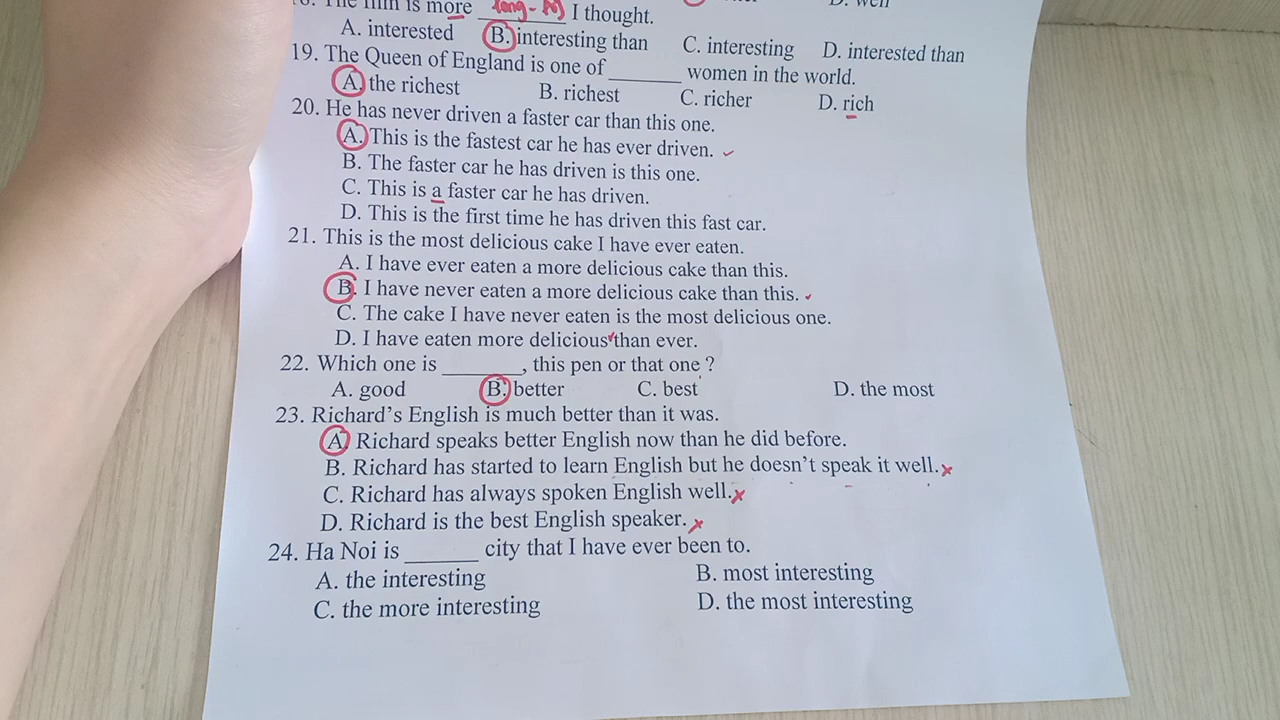 is more long - adj I thought.
D. well
A. interested B. interesting than C. interesting D. interested than
19. The Queen of England is one of _______ women in the world.
A. the richest B. richest C. richer D. rich
20. He has never driven a faster car than this one.
A. This is the fastest car he has ever driven.
B. The faster car he has driven is this one.
C. This is a faster car he has driven.
D. This is the first time he has driven this fast car.
21. This is the most delicious cake I have ever eaten.
A. I have ever eaten a more delicious cake than this.
B. I have never eaten a more delicious cake than this.
C. The cake I have never eaten is the most delicious one.
D. I have eaten more delicious than ever.
22. Which one is _______, this pen or that one ?
A. good B. better C. best D. the most
23. Richard's English is much better than it was.
A. Richard speaks better English now than he did before.
B. Richard has started to learn English but he doesn't speak it well.
C. Richard has always spoken English well.
D. Richard is the best English speaker.
24. Ha Noi is _______ city that I have ever been to.
A. the interesting B. most interesting
C. the more interesting D. the most interesting